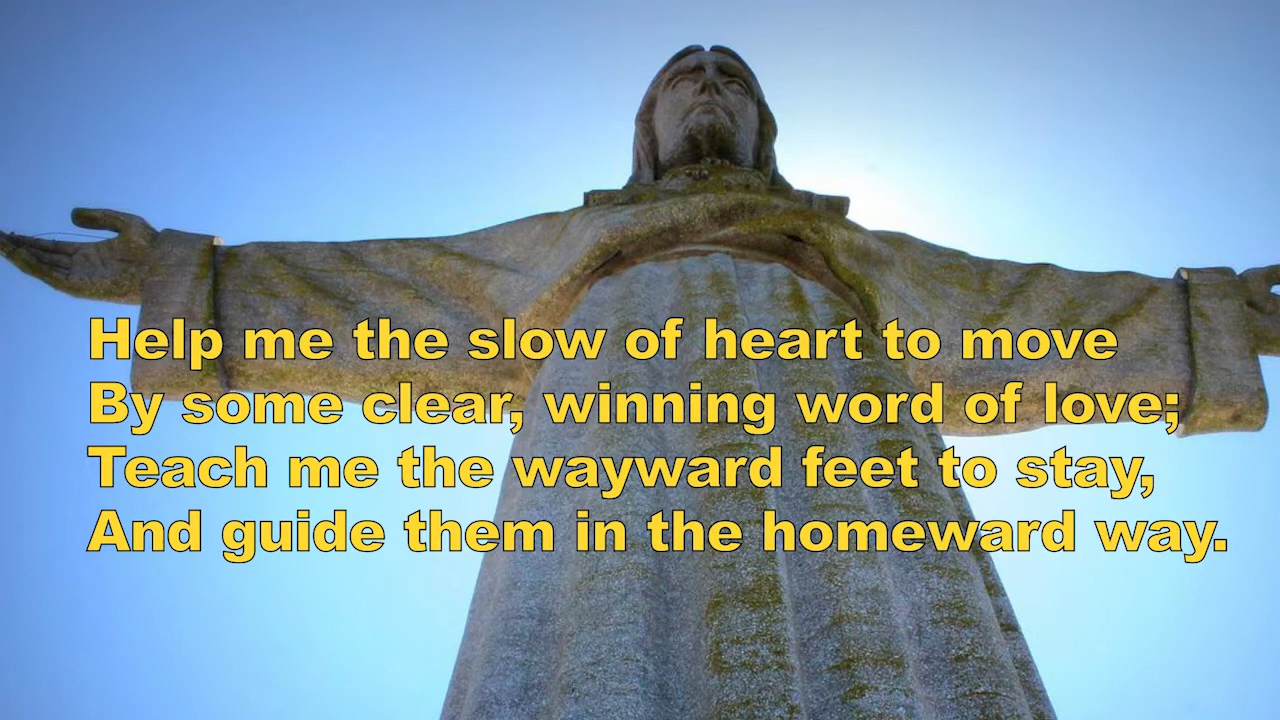 Help me the slow of heart to move
By some clear, winning word of love;
Teach me the wayward feet to stay,
And guide them in the homeward way.